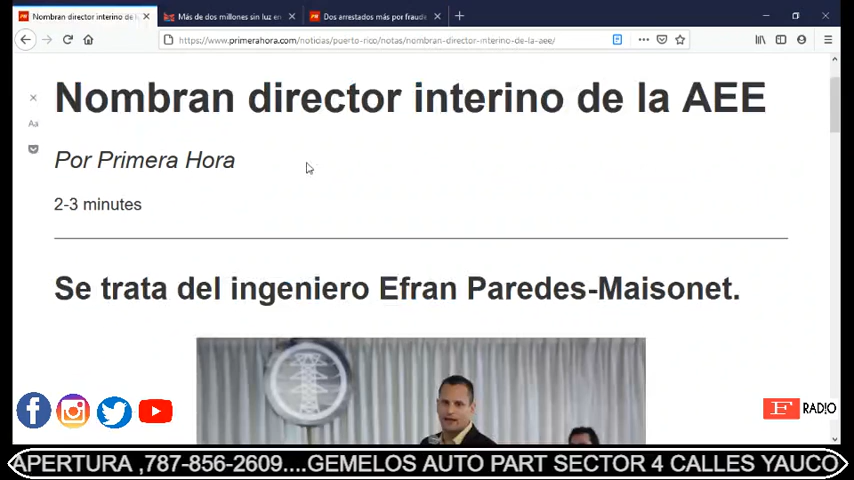 Nombran director interino de l
Más de dos millones sin luz en
Dos arrestados más por fraude
https://www.primerahora.com/noticias/puerto-rico/notas/nombran-director-interino-de-la-aee/
Nombran director interino de la AEE
Aa
Por Primera Hora
2-3 minutes
Se trata del ingeniero Efran Paredes-Maisonet.
F RADIO
APERTURA ,787-856-2609....GEMELOS AUTO PART SECTOR 4 CALLES YAUCO